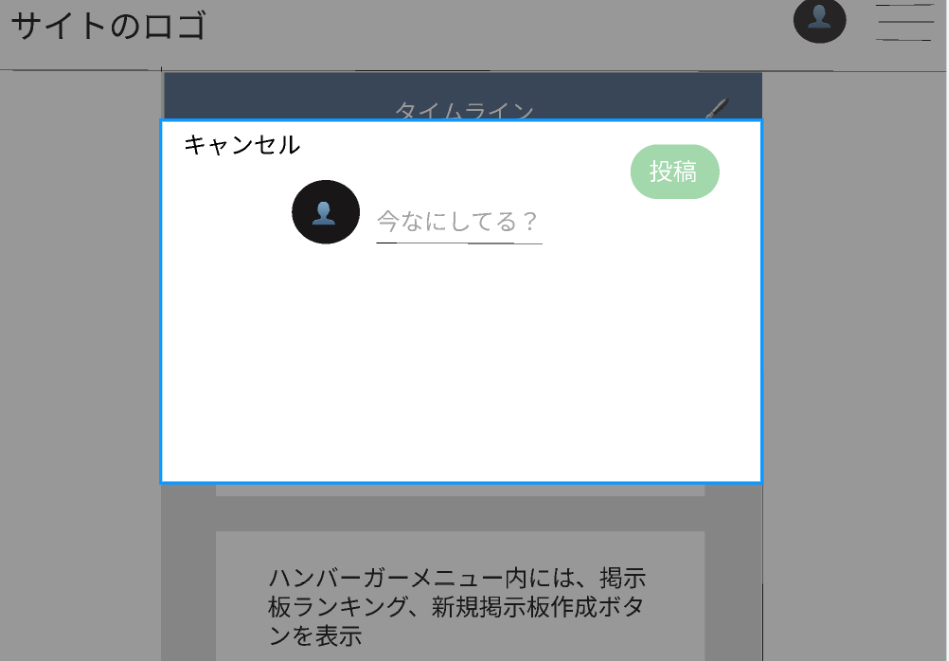 サイトのロゴ
タイムライン
キャンセル
投稿
今なにしてる？
ハンバーガーメニュー内には、掲示
板ランキング、新規掲示板作成ボタ
ンを表示